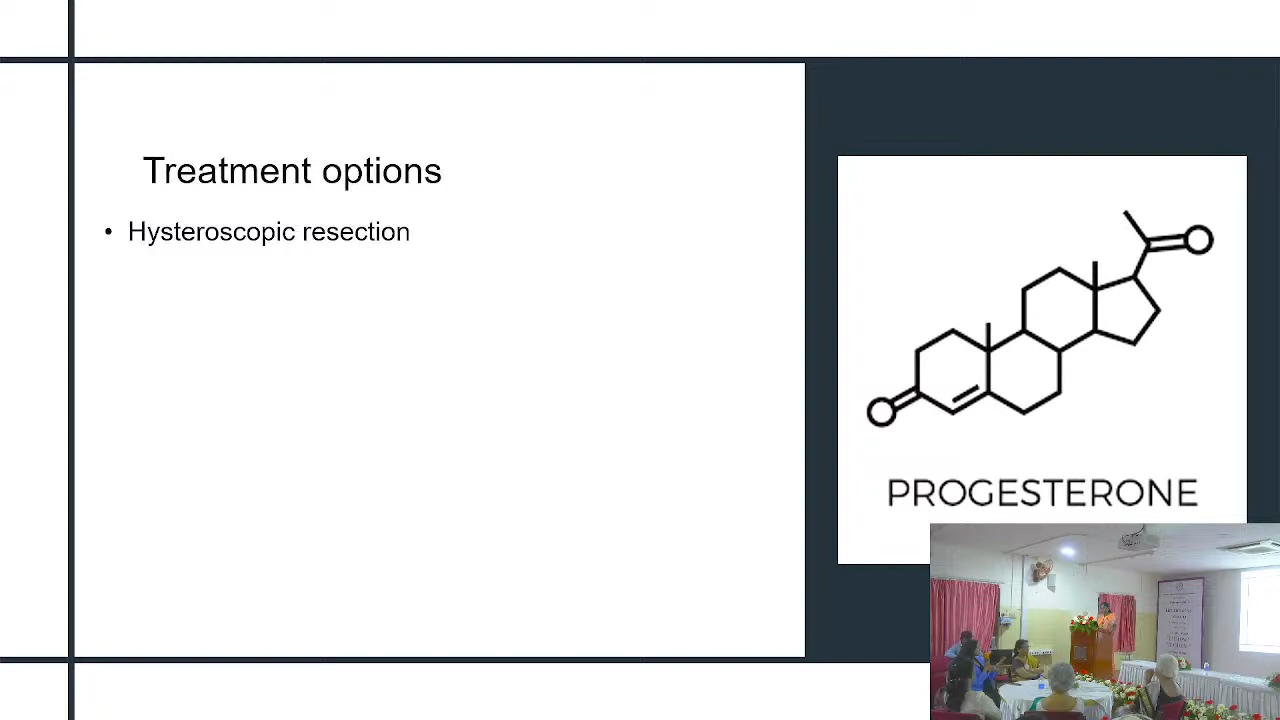 Treatment options
• Hysteroscopic resection
O
O
PROGESTERONE